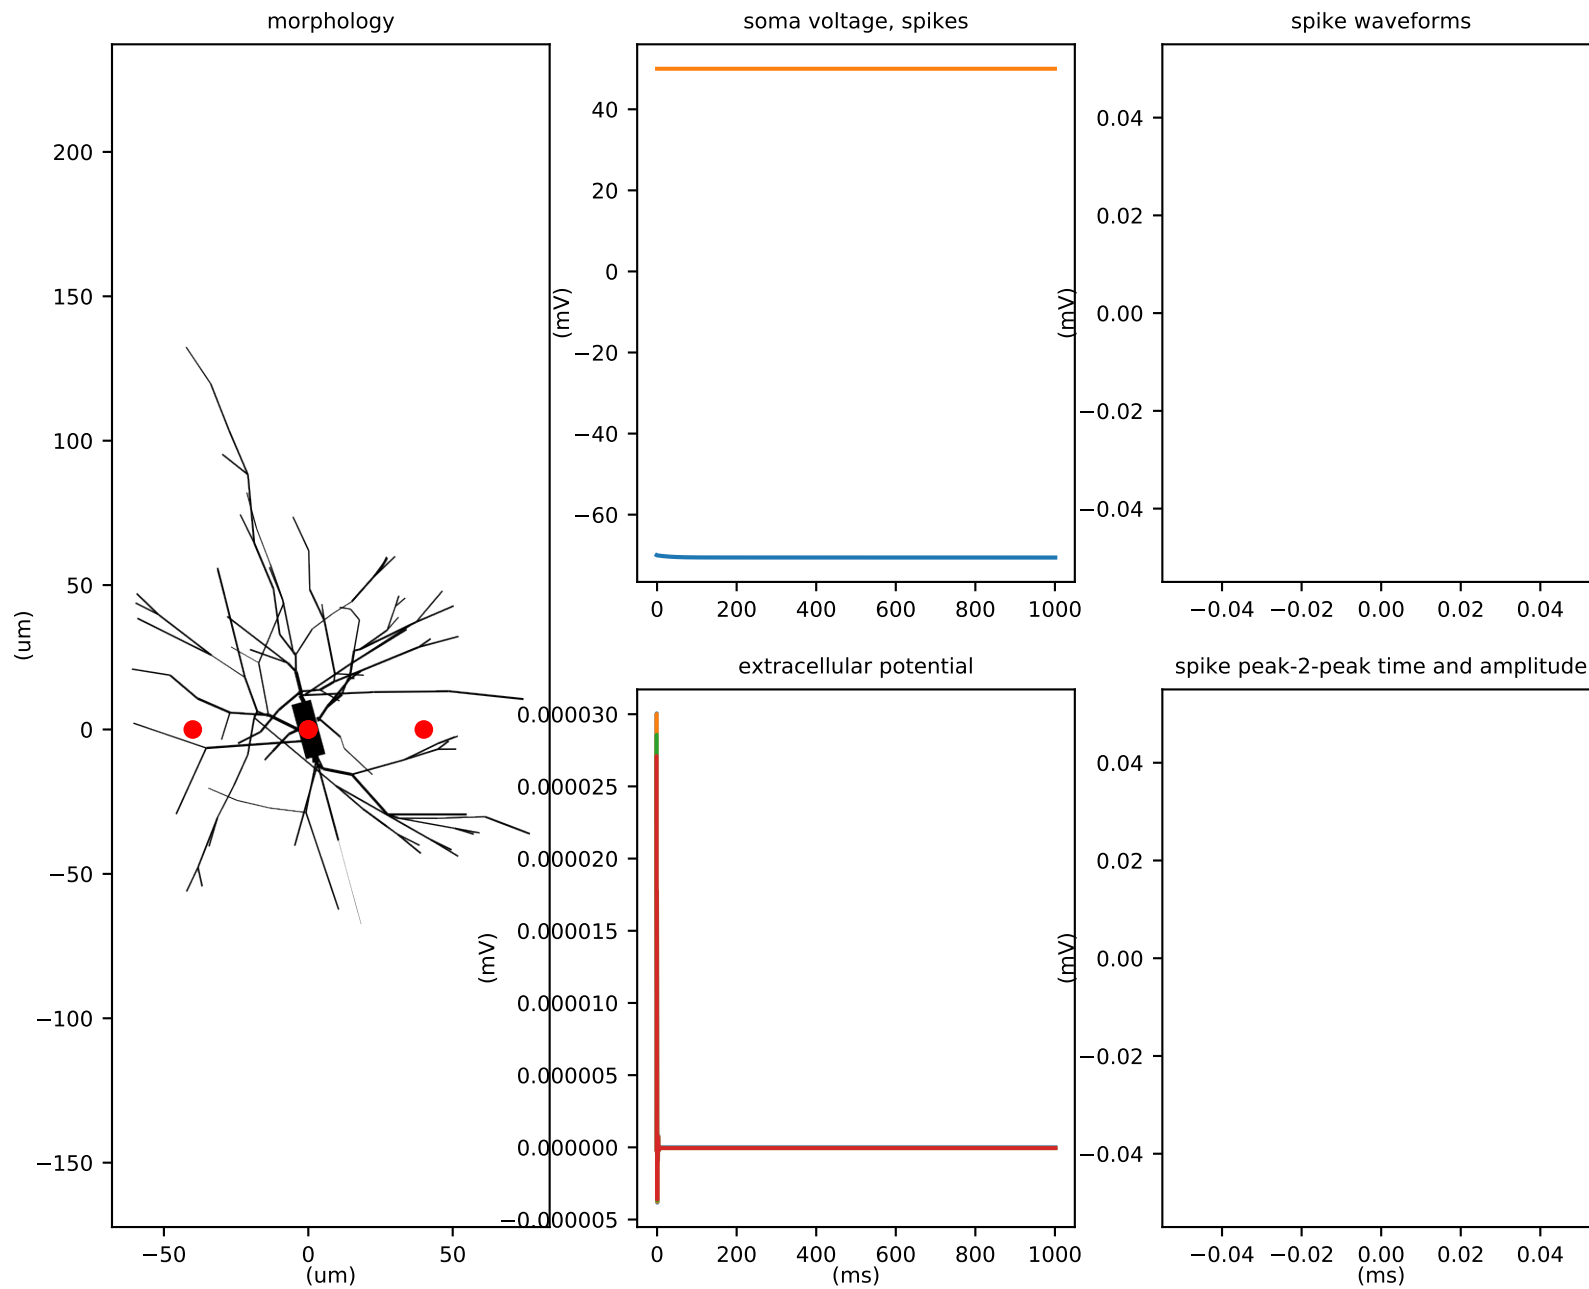 morphology
200
150
100
50
0
−50
−100
−150
(um)
−50 0 50
(um)
soma voltage, spikes
40
20
0
−20
−40
−60
(mV)
0 200 400 600 800 1000
spike waveforms
0.04
0.02
0.00
−0.02
−0.04
(mV)
−0.04 −0.02 0.00 0.02 0.04
extracellular potential
0.000030
0.000025
0.000020
0.000015
0.000010
0.000005
0.000000
−0.000005
(mV)
0 200 400 600 800 1000
(ms)
spike peak-2-peak time and amplitude
0.04
0.02
0.00
−0.02
−0.04
(mV)
−0.04 −0.02 0.00 0.02 0.04
(ms)